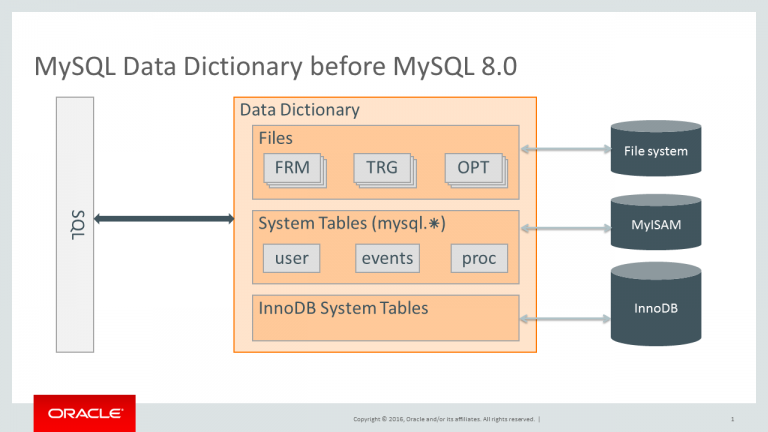 MySQL Data Dictionary before MySQL 8.0
SQL
Data Dictionary
Files
FRM
TRG
OPT
File system
System Tables (mysql.*)
user
events
proc
MyISAM
InnoDB System Tables
InnoDB
ORACLE®
Copyright © 2016, Oracle and/or its affiliates. All rights reserved. |
1